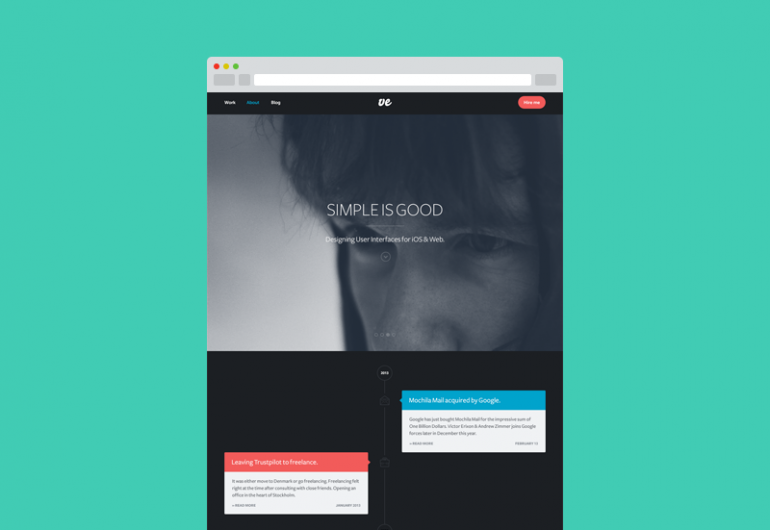 Work About Blog
ve
Hire me
SIMPLE IS GOOD
Designing User Interfaces for iOS & Web.
2013
Mochila Mail acquired by Google.
Google has just bought Mochila Mail for the impressive sum of
One Billion Dollars. Victor Erixon & Andrew Zimmer joins Google
forces later in December this year.
+ READ MORE FEBRUARY 13
Leaving Trustpilot to freelance.
It was either move to Denmark or go freelancing. Freelancing felt
right at the time after consulting with close friends. Opening an
office in the heart of Stockholm.
+ READ MORE JANUARY 2013